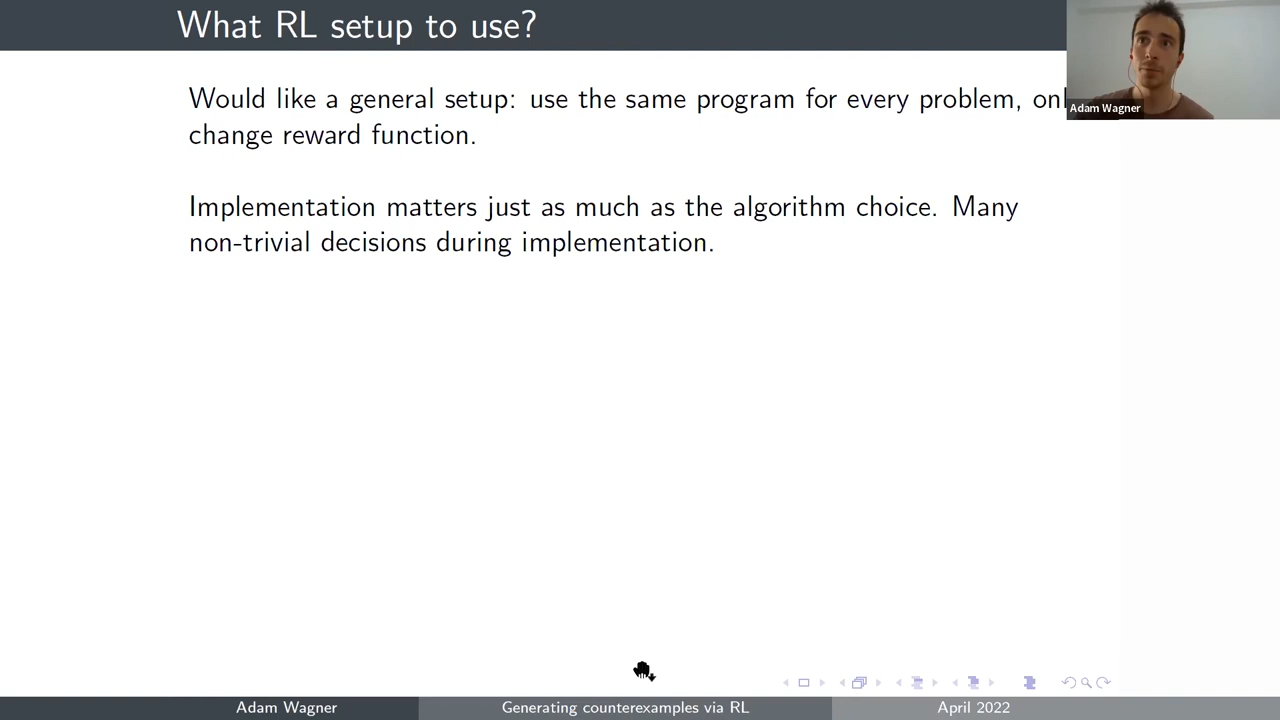 What RL setup to use?
Adam Wagner
Would like a general setup: use the same program for every problem,
change reward function.
Implementation matters just as much as the algorithm choice. Many
non-trivial decisions during implementation.
Adam Wagner
Generating counterexamples via RL
April 2022